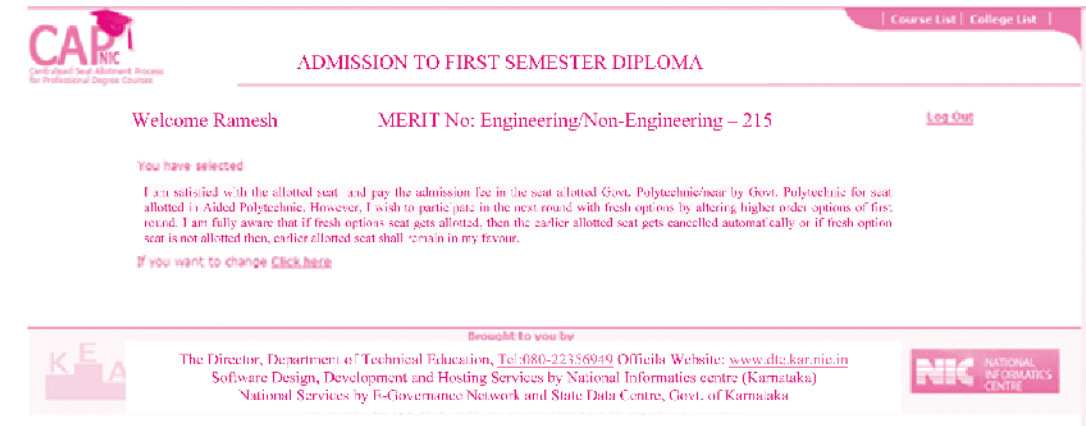 | Course List | College List |
CAP
NIC
Centralised Seat Allotment Process
for Professional Degree Courses
ADMISSION TO FIRST SEMESTER DIPLOMA
Welcome Ramesh MERIT No: Engineering/Non-Engineering – 215 Log Out
You have selected
I am satisfied with the allotted seat and pay the admission fee in the seat allotted Govt. Polytechnic/near by Govt. Polytechnic for seat
allotted in Aided Polytechnic. However, I wish to participate in the next round with fresh options by altering higher order options of first
round. I am fully aware that if fresh options seat gets allotted, then the earlier allotted seat gets cancelled automatically or if fresh option
seat is not allotted then, earlier allotted seat shall remain in my favour.
If you want to change Click here
Brought to you by
KEA
The Director, Department of Technical Education, Tel:080-22356949 Officila Website: www.dte.kar.nic.in
Software Design, Development and Hosting Services by National Informatics centre (Karnataka)
National Services by E-Governance Network and State Data Centre, Govt. of Karnataka
NIC NATIONAL
INFORMATICS
CENTRE